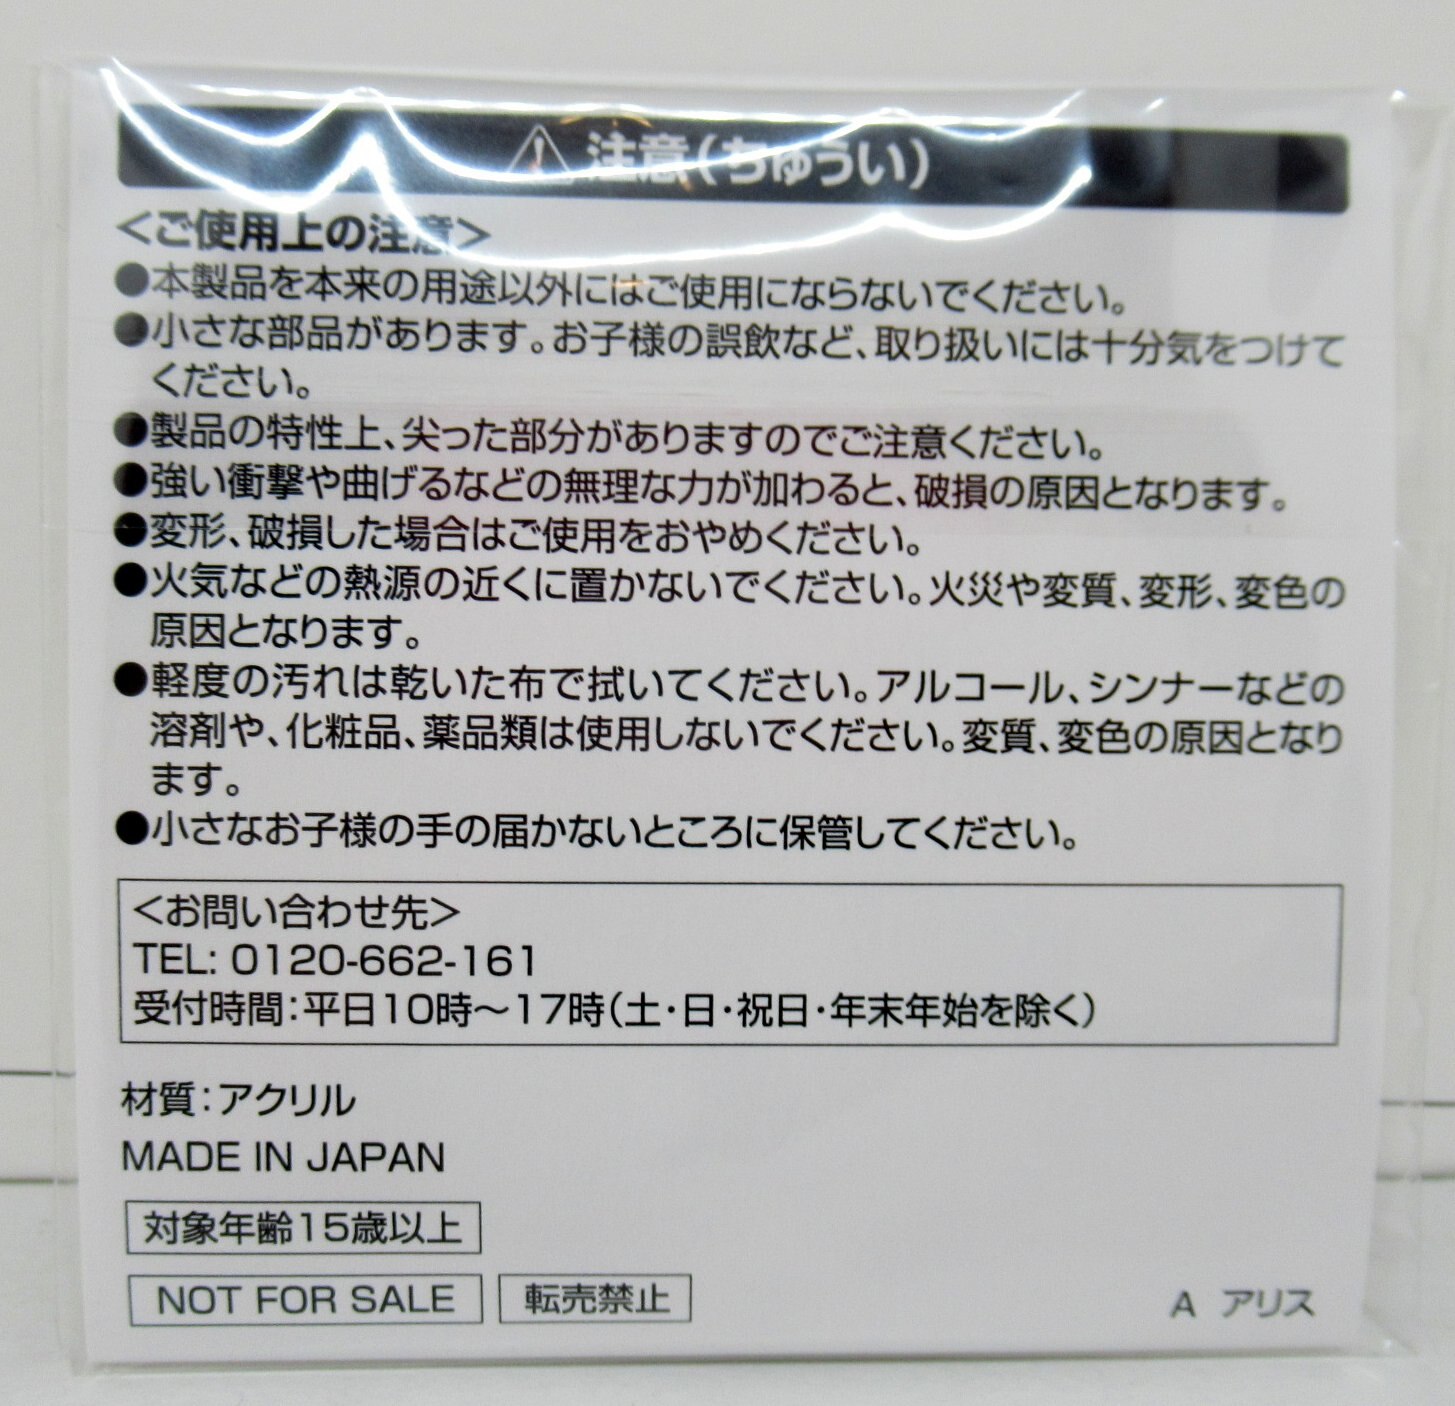 注意(ちゅうい)
<ご使用上の注意>
●本製品を本来の用途以外にはご使用にならないでください。
●小さな部品があります。お子様の誤飲など、取り扱いには十分気をつけて
ください。
●製品の特性上、尖った部分がありますのでご注意ください。
●強い衝撃や曲げるなどの無理な力が加わると、破損の原因となります。
●変形、破損した場合はご使用をおやめください。
●火気などの熱源の近くに置かないでください。火災や変質、変形、変色の
原因となります。
●軽度の汚れは乾いた布で拭いてください。アルコール、シンナーなどの
溶剤や、化粧品、薬品類は使用しないでください。変質、変色の原因となり
ます。
●小さなお子様の手の届かないところに保管してください。
<お問い合わせ先>
TEL: 0120-662-161
受付時間:平日10時～17時(土・日・祝日・年末年始を除く)
材質:アクリル
MADE IN JAPAN
対象年齢15歳以上
NOT FOR SALE 転売禁止
A アリス